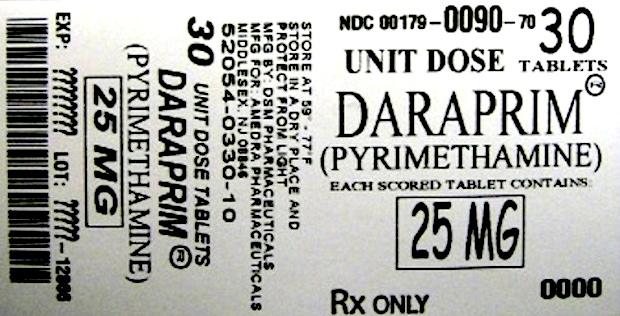 NDC 00179-0090-70 30
UNIT DOSE TABLETS
DARAPRIM®
(PYRIMETHAMINE)
EACH SCORED TABLET CONTAINS:
25 MG
RX ONLY 0000
STORE AT 59° - 77°F
STORE IN A DRY PLACE AND
PROTECT FROM LIGHT
MFG BY: DSM PHARMACEUTICALS
MFG FOR: AMEDRA PHARMACEUTICALS
MIDDLESEX, NJ 08846
52054-0330-10
30 UNIT DOSE TABLETS
DARAPRIM®
(PYRIMETHAMINE)
25 MG
EXP: ???????? LOT: ?????-12006